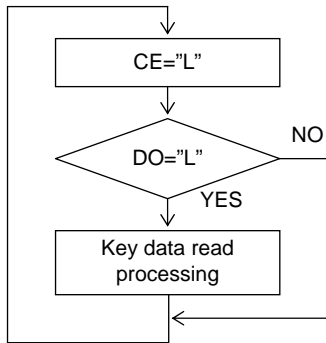 CE=”L”
DO=”L”
NO
YES
Key data read
processing